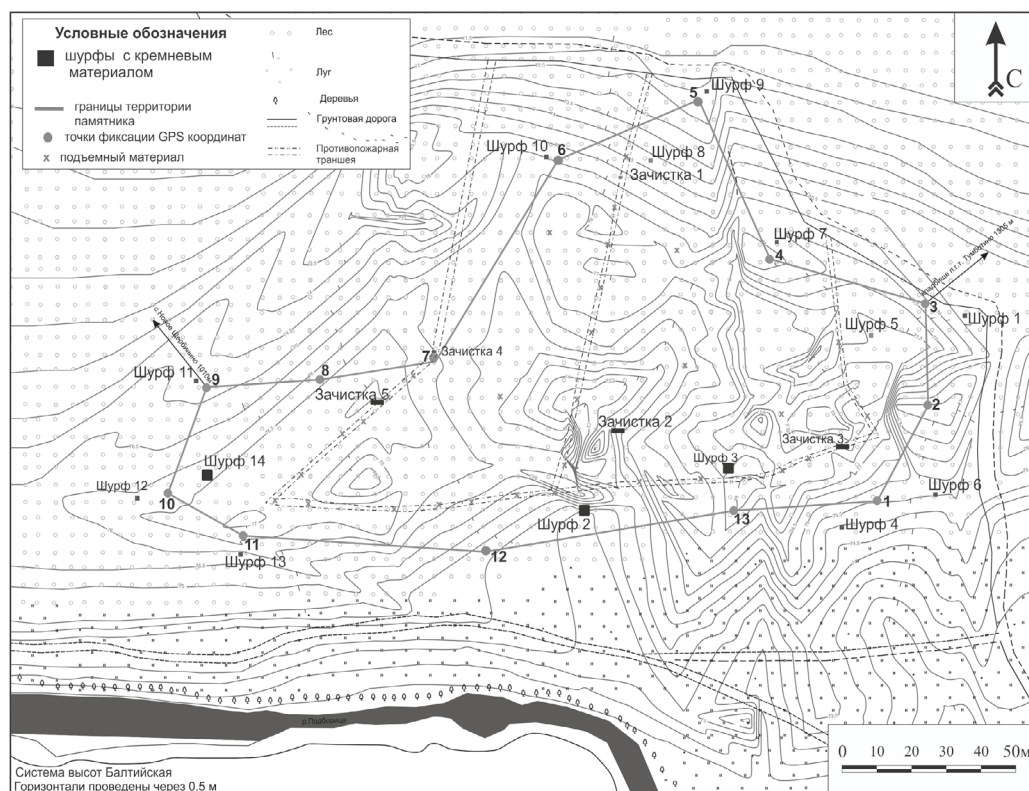 Условные обозначения
шурфы с кремневым
материалом
границы территории
памятника
точки фиксации GPS координат
подъемный материал
Лес
Луг
Деревья
Грунтовая дорога
Противопожарная
траншея
С
5
Шурф 9
6
Шурф 10
Шурф 8
Зачистка 1
Шурф 7
4
3
Шурф 1
Шурф 5
7
Зачистка 4
8
9
Шурф 11
Зачистка 5
2
Зачистка 2
Зачистка 3
Шурф 3
Шурф 14
Шурф 12
10
Шурф 6
1
Шурф 2
13
Шурф 4
11
12
Шурф 13
р.Подборица
0 10 20 30 40 50м
Система высот Балтийская
Горизонтали проведены через 0.5 м